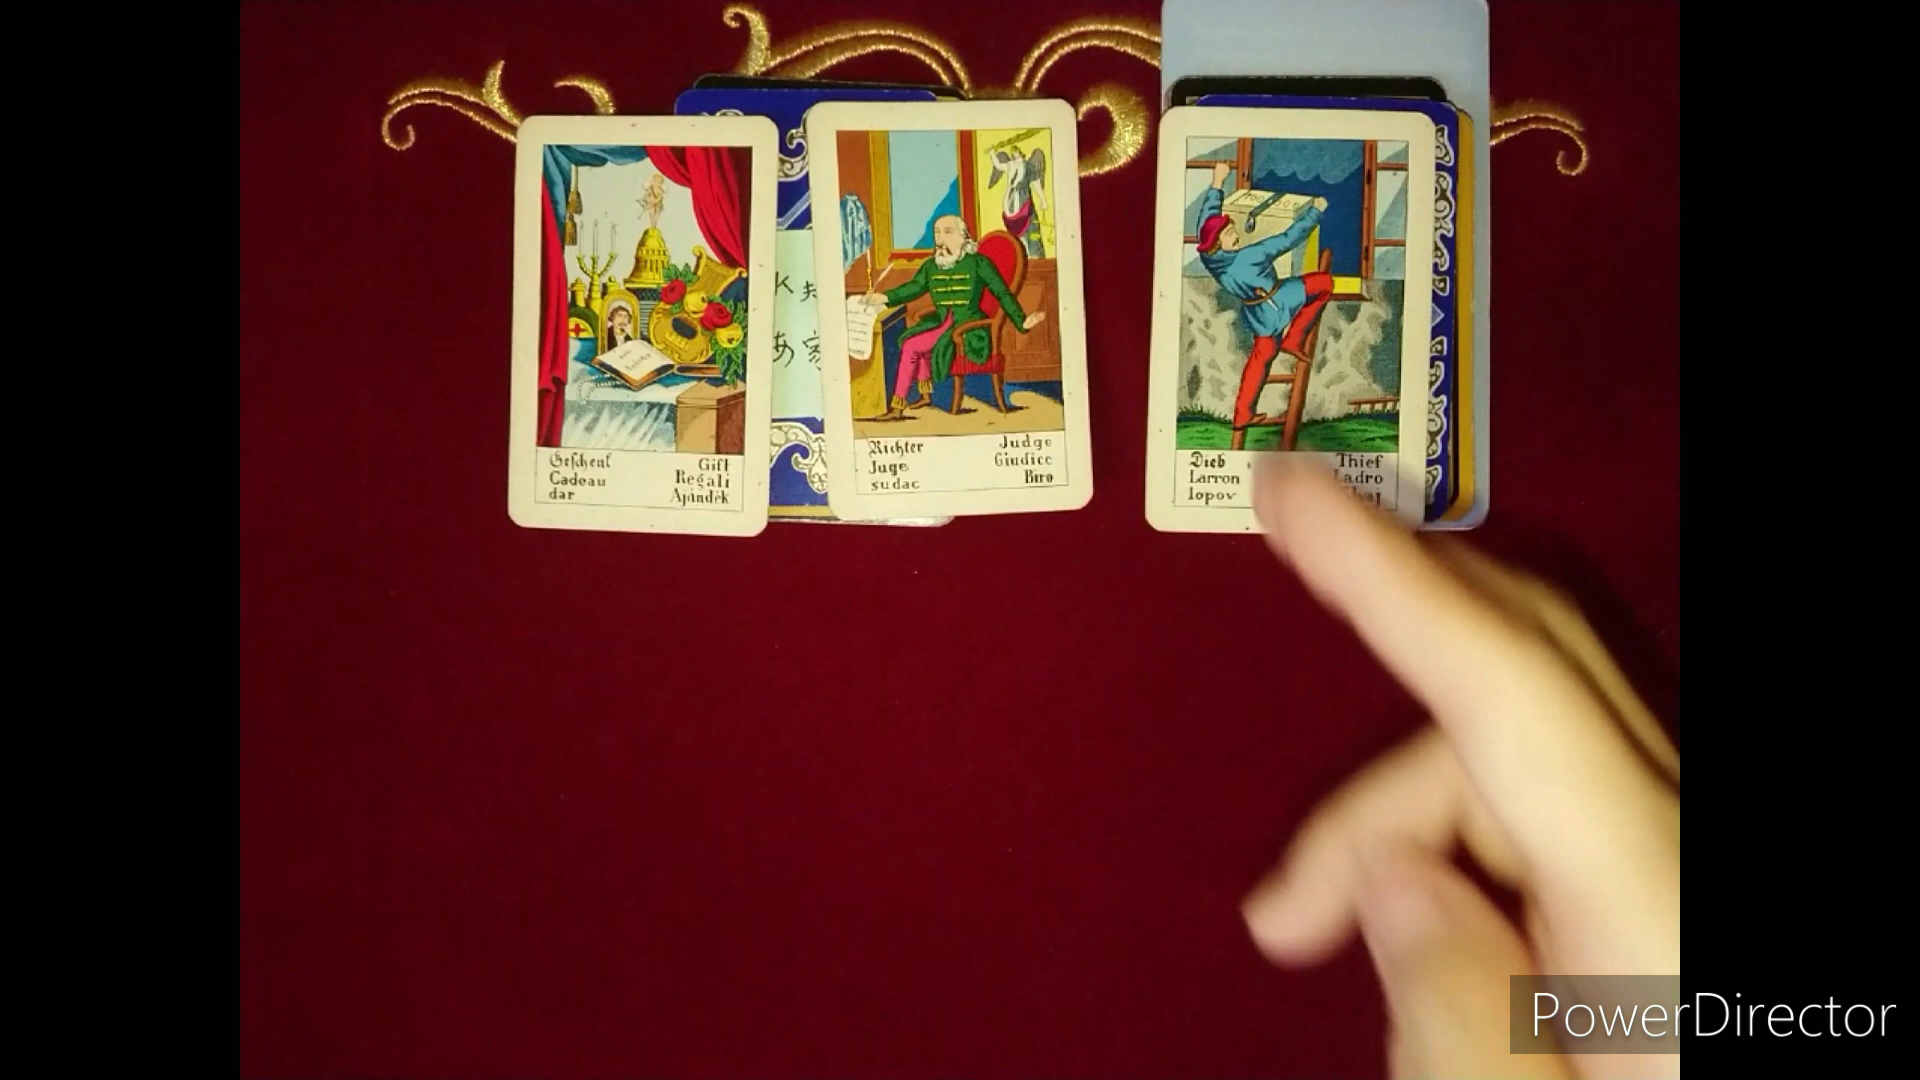 Geschenk
Cadeau
dar
Gift
Regali
Ajándék
Richter
Juge
sudac
Judge
Giudice
Biro
Dieb
Larron
lopov
Thief
Ladro
PowerDirector